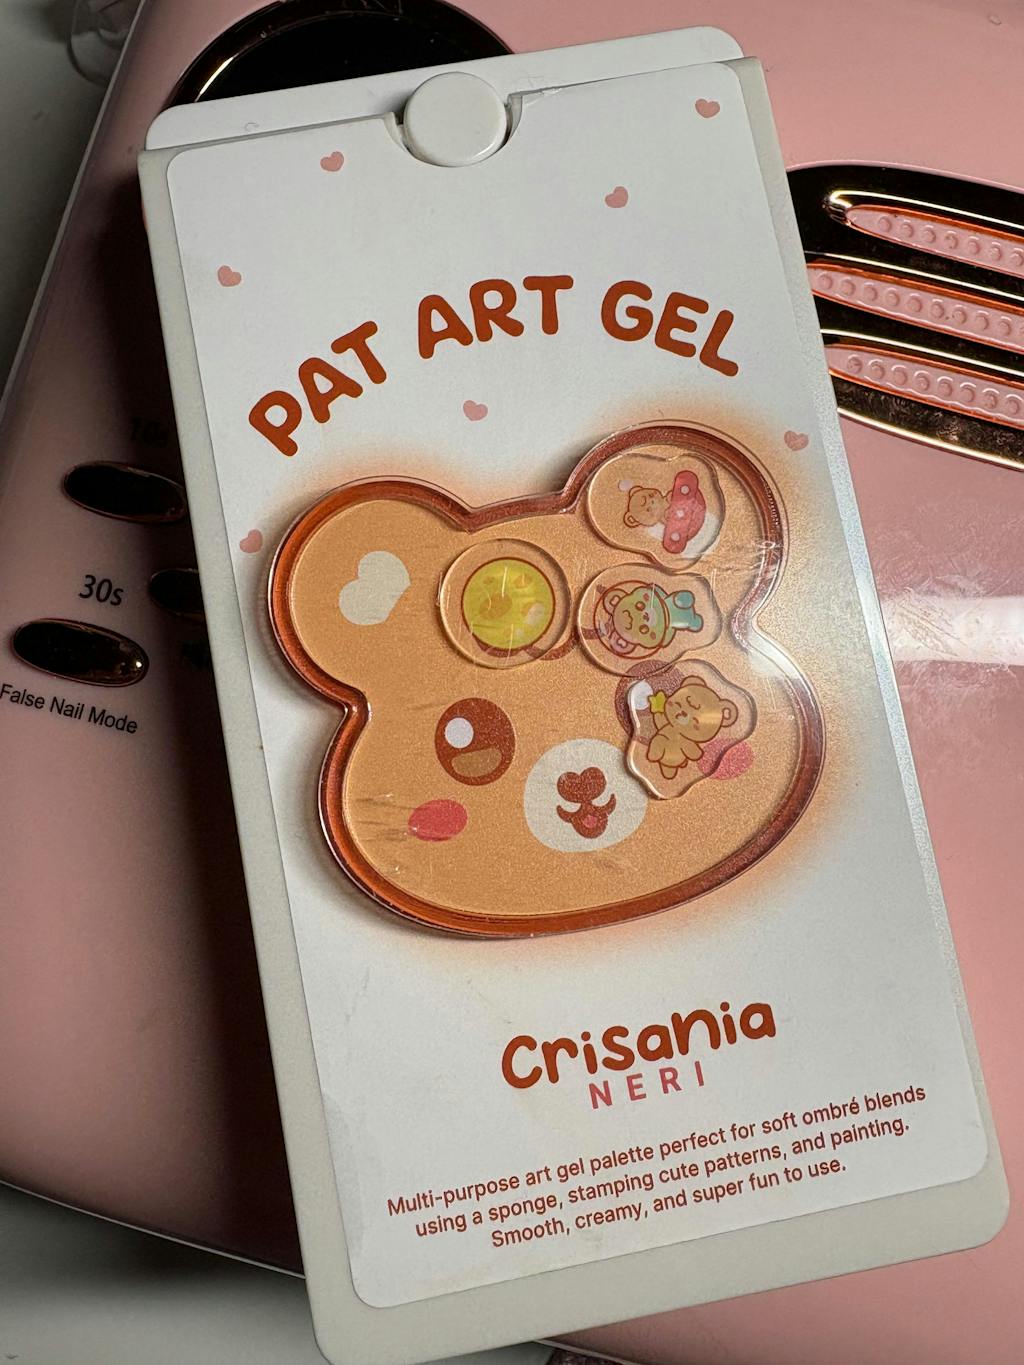 PAT ART GEL
30s
False Nail Mode
Crisania
NERI
Multi-purpose art gel palette perfect for soft ombré blends
using a sponge, stamping cute patterns, and painting.
Smooth, creamy, and super fun to use.